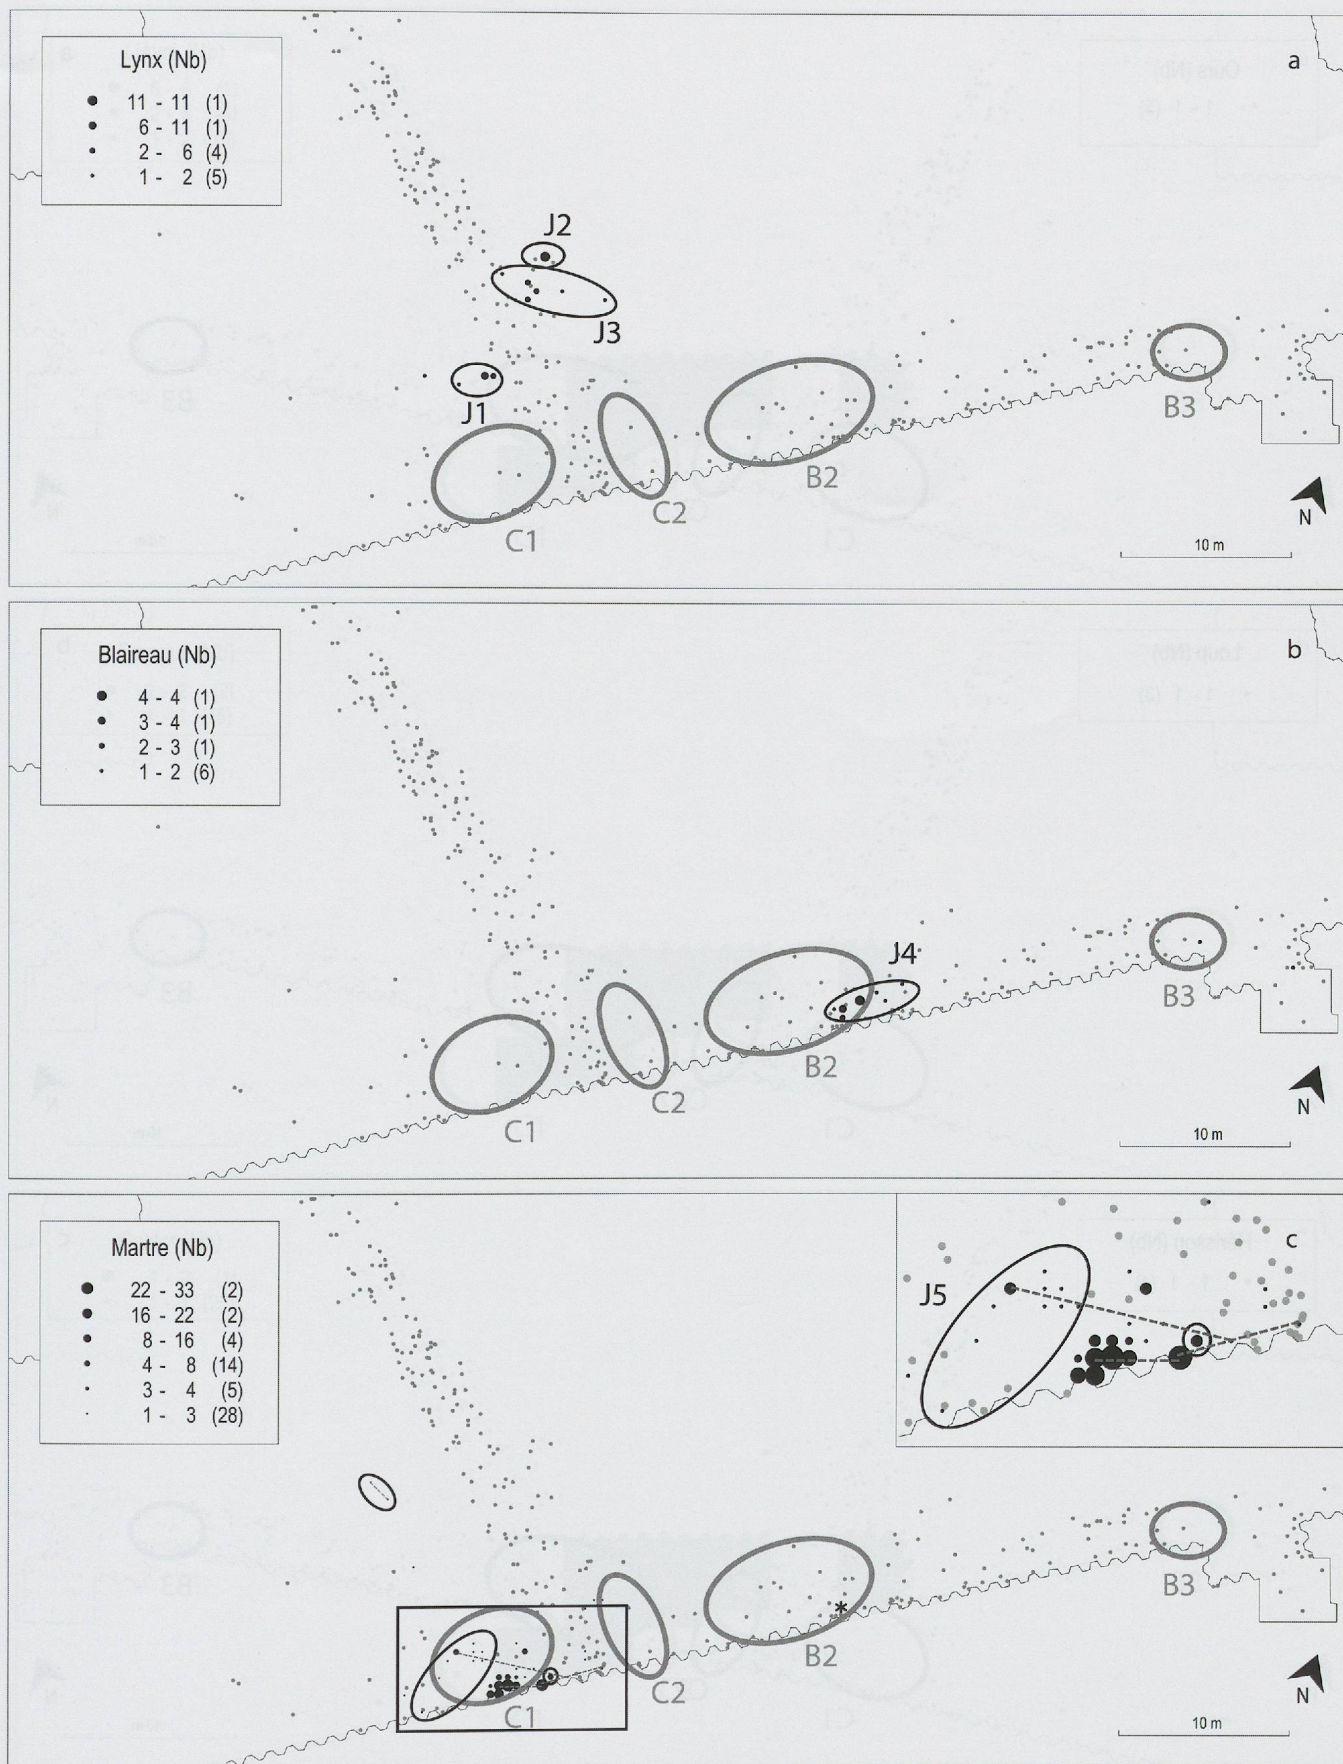 Lynx (Nb)
11 - 11 (1)
6 - 11 (1)
2 - 6 (4)
1 - 2 (5)
a
J2
J3
J1
C1
C2
B2
B3
N
10 m
Blaireau (Nb)
4 - 4 (1)
3 - 4 (1)
2 - 3 (1)
1 - 2 (6)
b
J4
C1
C2
B2
B3
N
10 m
Martre (Nb)
22 - 33 (2)
16 - 22 (2)
8 - 16 (4)
4 - 8 (14)
3 - 4 (5)
1 - 3 (28)
c
J5
*
C1
C2
B2
B3
N
10 m